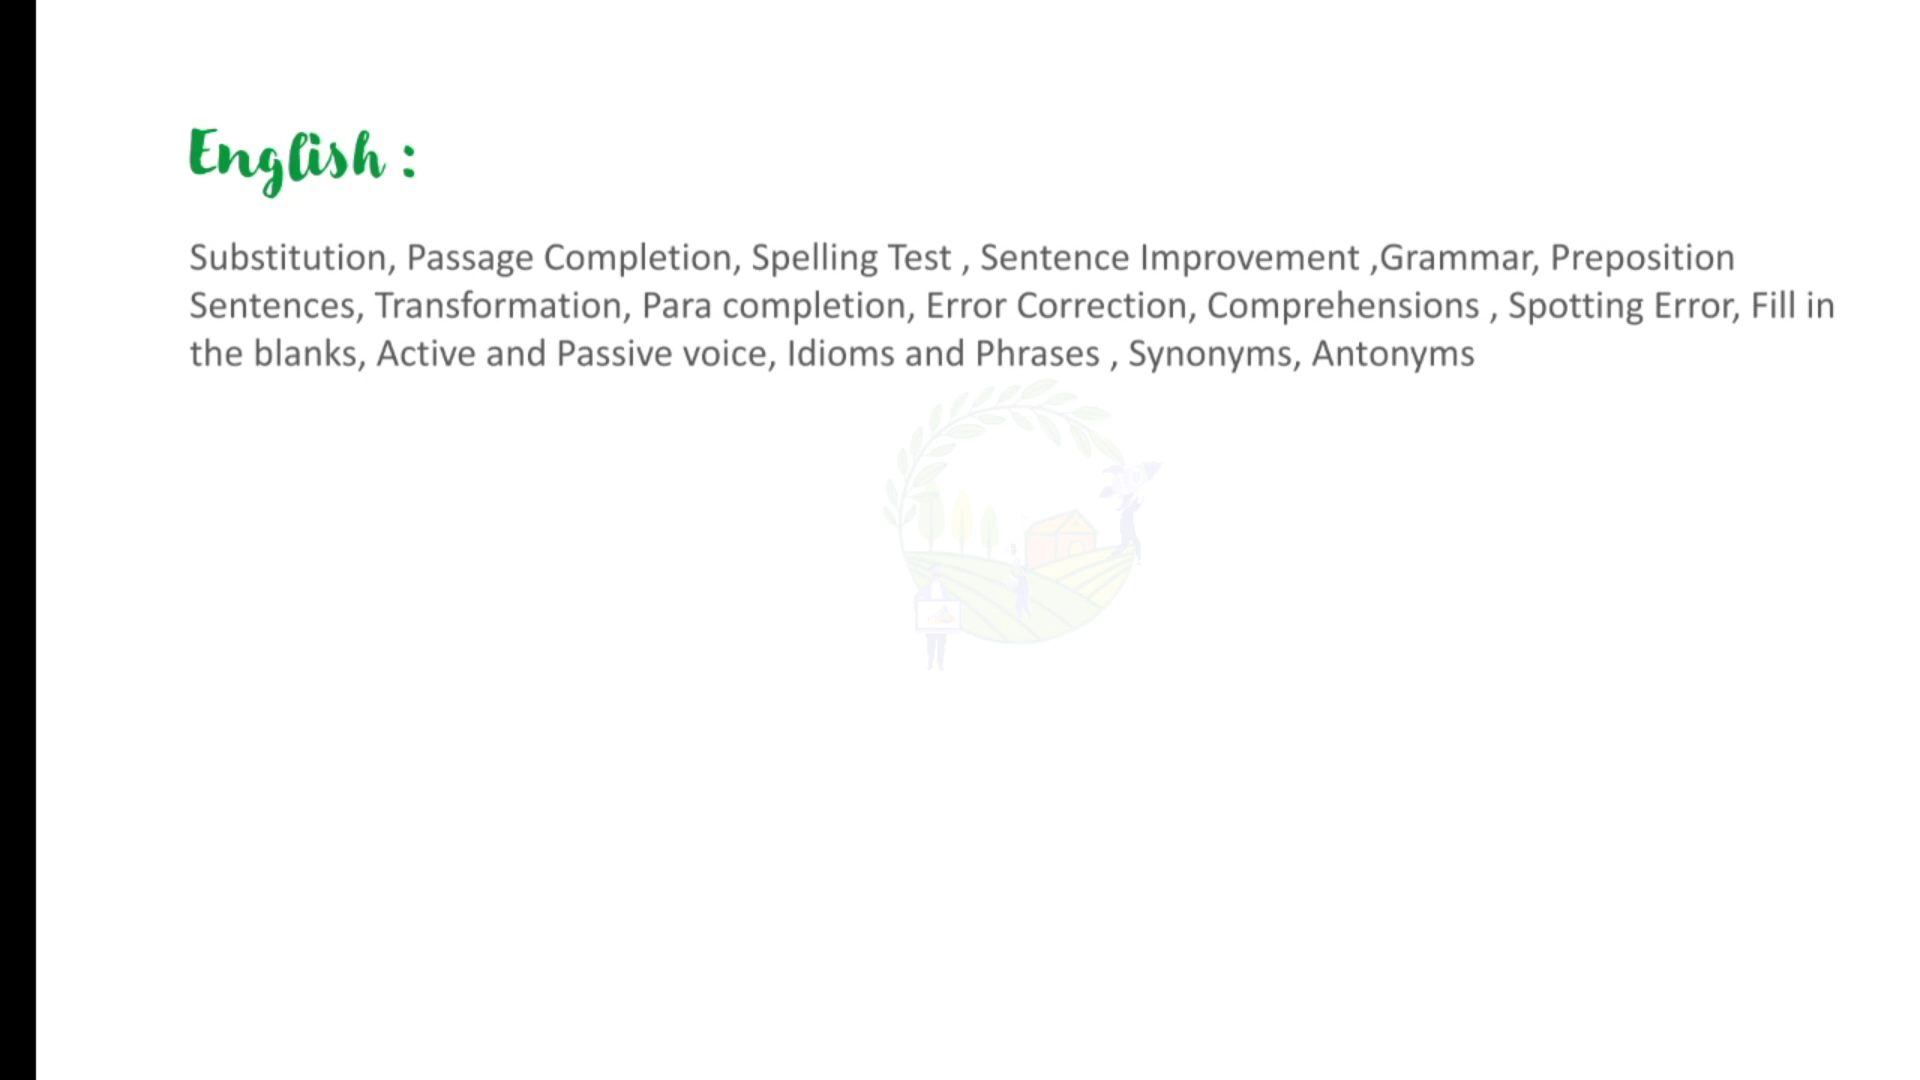 English :
Substitution, Passage Completion, Spelling Test , Sentence Improvement ,Grammar, Preposition
Sentences, Transformation, Para completion, Error Correction, Comprehensions , Spotting Error, Fill in
the blanks, Active and Passive voice, Idioms and Phrases , Synonyms, Antonyms